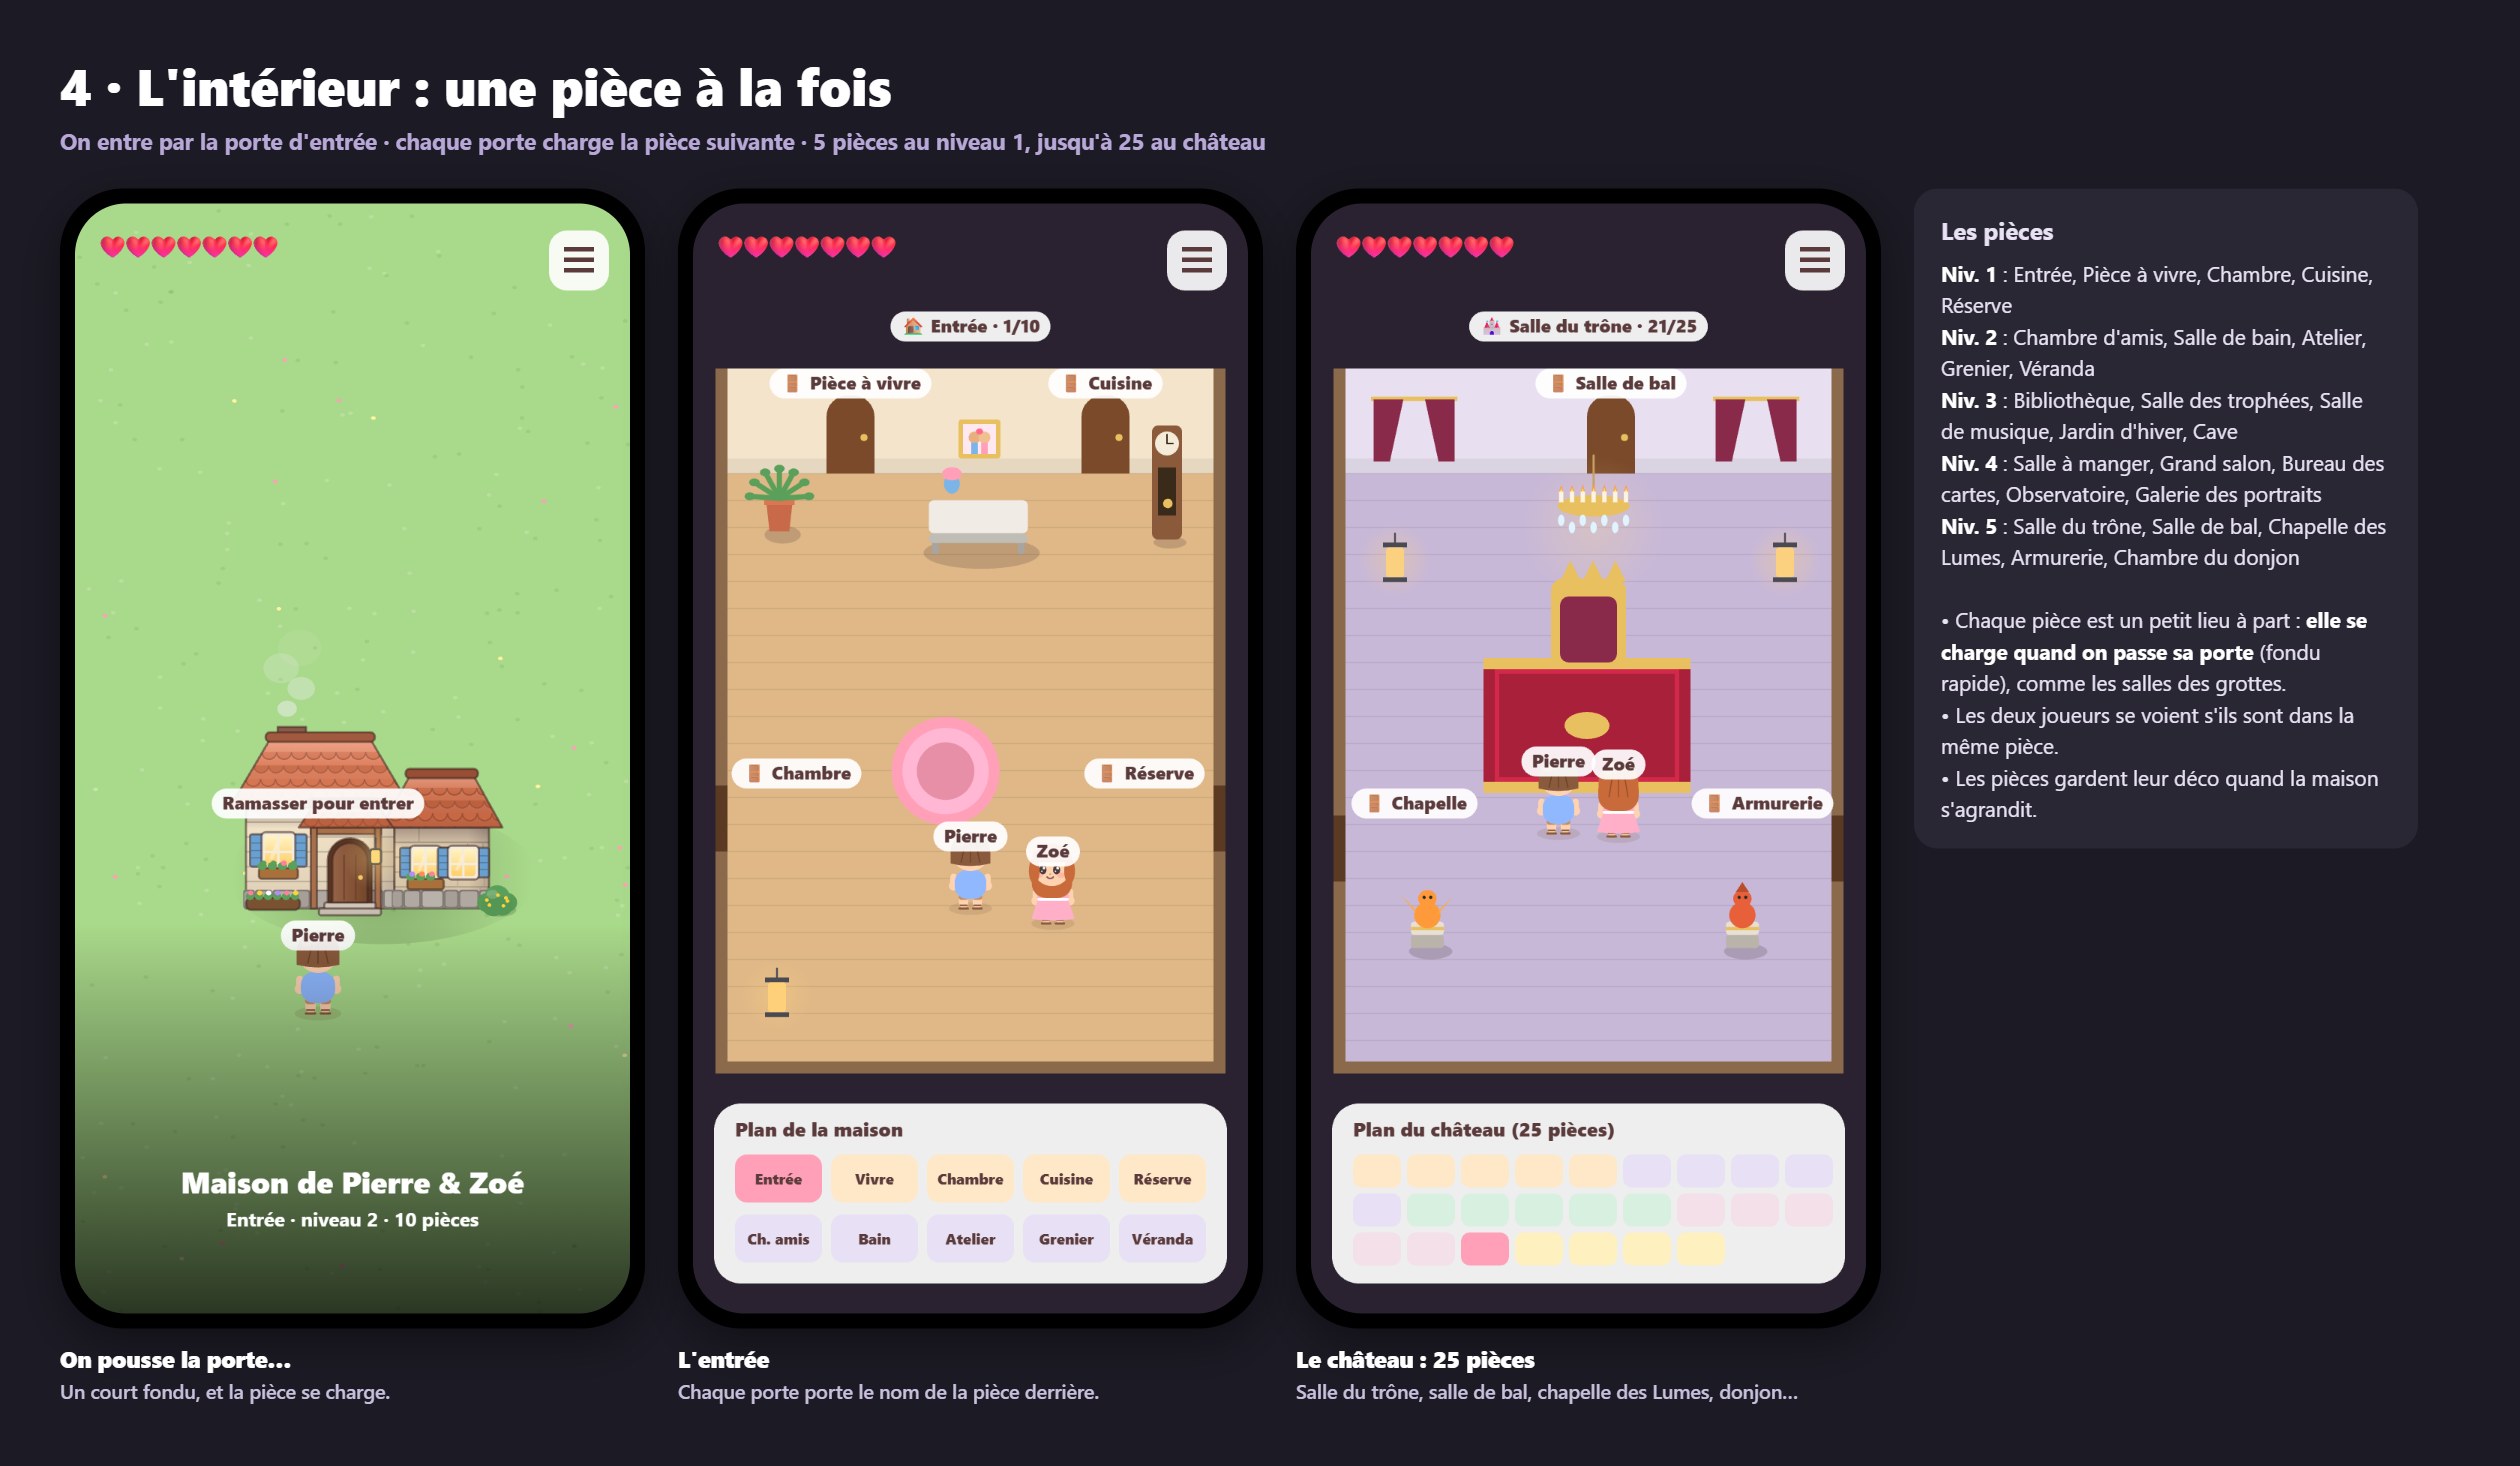 4 · L'intérieur : une pièce à la fois
On entre par la porte d'entrée · chaque porte charge la pièce suivante · 5 pièces au niveau 1, jusqu'à 25 au château
Ramasser pour entrer
Pierre
Maison de Pierre & Zoé
Entrée · niveau 2 · 10 pièces
On pousse la porte...
Un court fondu, et la pièce se charge.
Entrée · 1/10
Pièce à vivre
Cuisine
Chambre
Réserve
Pierre
Zoé
Plan de la maison
Entrée
Vivre
Chambre
Cuisine
Réserve
Ch. amis
Bain
Atelier
Grenier
Véranda
L'entrée
Chaque porte porte le nom de la pièce derrière.
Salle du trône · 21/25
Salle de bal
Pierre
Zoé
Chapelle
Armurerie
Plan du château (25 pièces)
Le château : 25 pièces
Salle du trône, salle de bal, chapelle des Lumes, donjon...
Les pièces
Niv. 1 : Entrée, Pièce à vivre, Chambre, Cuisine,
Réserve
Niv. 2 : Chambre d'amis, Salle de bain, Atelier,
Grenier, Véranda
Niv. 3 : Bibliothèque, Salle des trophées, Salle
de musique, Jardin d'hiver, Cave
Niv. 4 : Salle à manger, Grand salon, Bureau des
cartes, Observatoire, Galerie des portraits
Niv. 5 : Salle du trône, Salle de bal, Chapelle des
Lumes, Armurerie, Chambre du donjon
• Chaque pièce est un petit lieu à part : elle se
charge quand on passe sa porte (fondu
rapide), comme les salles des grottes.
• Les deux joueurs se voient s'ils sont dans la
même pièce.
• Les pièces gardent leur déco quand la maison
s'agrandit.